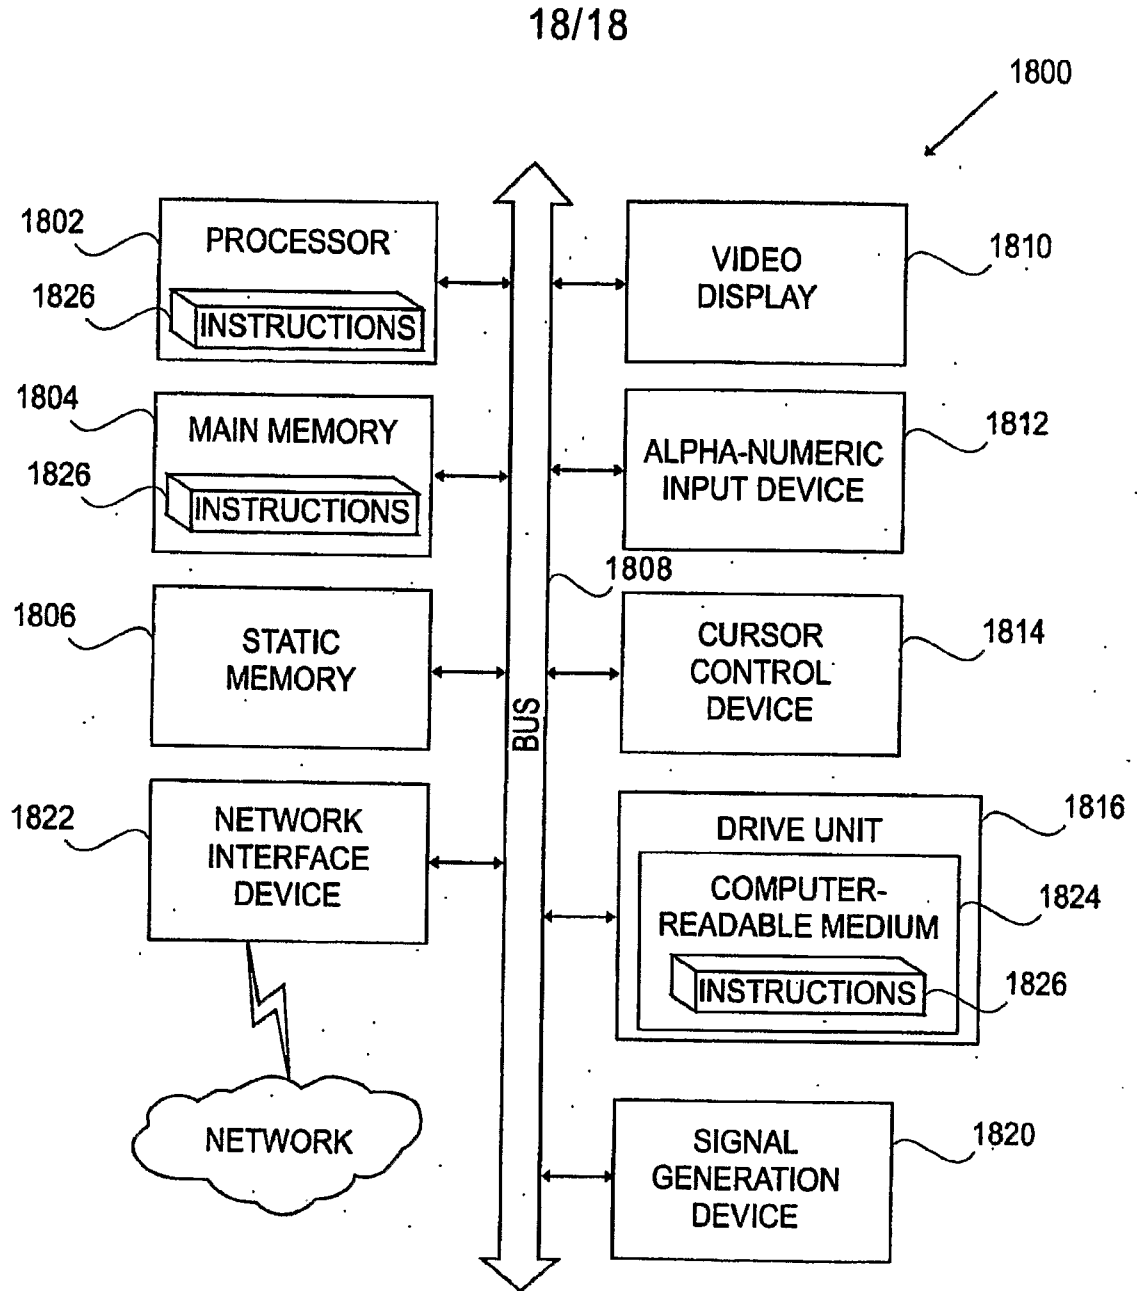 18/18
1800
1802
PROCESSOR
1826
INSTRUCTIONS
1804
MAIN MEMORY
1826
INSTRUCTIONS
1806
STATIC
MEMORY
1822
NETWORK
INTERFACE
DEVICE
NETWORK
BUS
1808
VIDEO
DISPLAY
1810
ALPHA-NUMERIC
INPUT DEVICE
1812
CURSOR
CONTROL
DEVICE
1814
DRIVE UNIT
1816
COMPUTER-
READABLE MEDIUM
1824
INSTRUCTIONS
1826
SIGNAL
GENERATION
DEVICE
1820